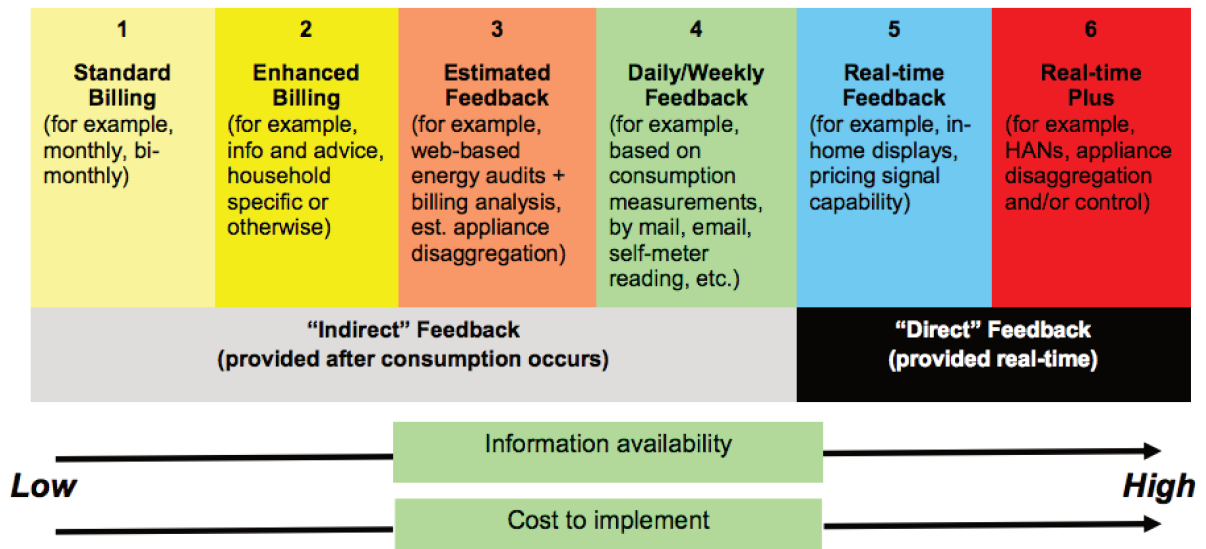 1
Standard
Billing
(for example,
monthly, bi-
monthly)
2
Enhanced
Billing
(for example,
info and advice,
household
specific or
otherwise)
3
Estimated
Feedback
(for example,
web-based
energy audits +
billing analysis,
est. appliance
disaggregation)
4
Daily/Weekly
Feedback
(for example,
based on
consumption
measurements,
by mail, email,
self-meter
reading, etc.)
5
Real-time
Feedback
(for example, in-
home displays,
pricing signal
capability)
6
Real-time
Plus
(for example,
HANs, appliance
disaggregation
and/or control)
“Indirect” Feedback
(provided after consumption occurs)
“Direct” Feedback
(provided real-time)
Information availability
Low
High
Cost to implement